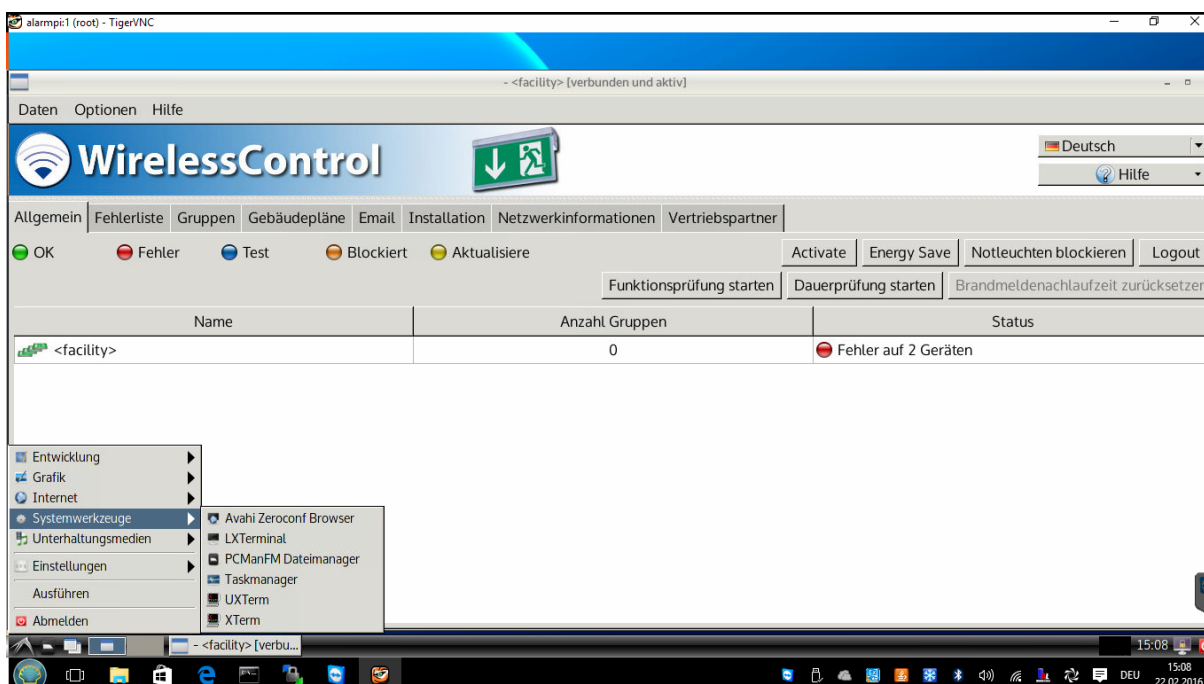 alarmpi:1 (root) - TigerVNC
- <facility> [verbunden und aktiv]
Daten Optionen Hilfe
WirelessControl
Deutsch
Hilfe
Allgemein Fehlerliste Gruppen Gebäudepläne Email Installation Netzwerkinformationen Vertriebspartner
OK Fehler Test Blockiert Aktualisiere
Activate Energy Save Notleuchten blockieren Logout
Funktionsprüfung starten Dauerprüfung starten Brandmeldenachlaufzeit zurücksetzen
Name Anzahl Gruppen Status
<facility> 0 Fehler auf 2 Geräten
Entwicklung
Grafik
Internet
Systemwerkzeuge
Unterhaltungsmedien
Einstellungen
Ausführen
Abmelden
Avahi Zeroconf Browser
LXTerminal
PCManFM Dateimanager
Taskmanager
UXTerm
XTerm
- <facility> [verbu...
15:08
DEU
15:08
22.02.2016